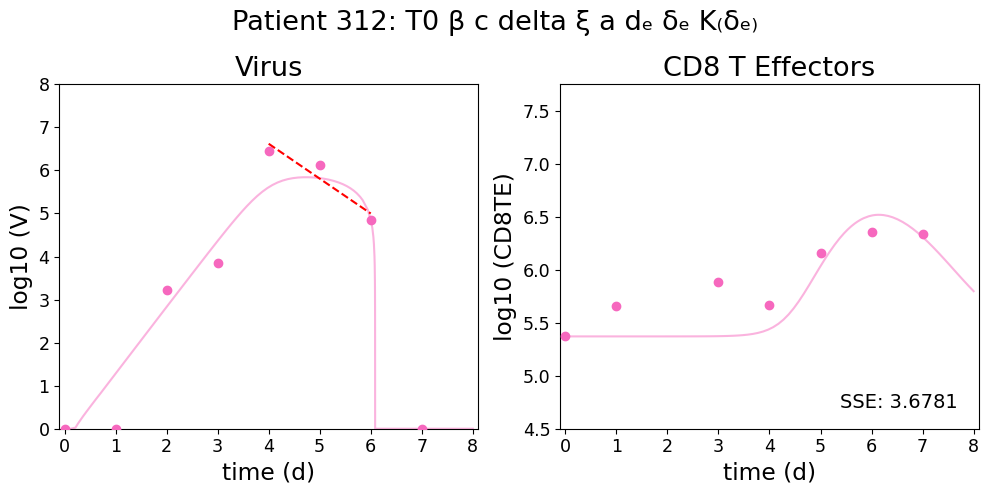 Patient 312: T0 β c delta ξ a dₑ δₑ K₍δₑ₎
Virus
CD8 T Effectors
log10 (V)
8
7
6
5
4
3
2
1
0
0 1 2 3 4 5 6 7 8
time (d)
log10 (CD8TE)
7.5
7.0
6.5
6.0
5.5
5.0
4.5
SSE: 3.6781
0 1 2 3 4 5 6 7 8
time (d)